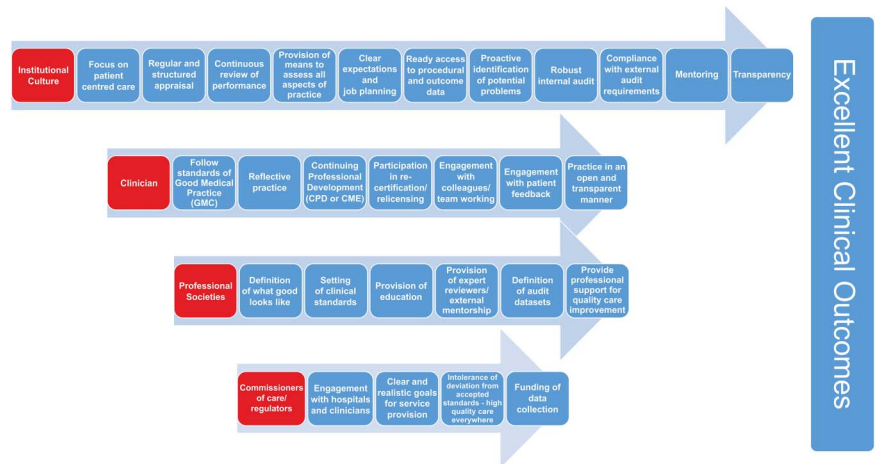 Institutional
Culture
Focus on
patient
centred care
Regular and
structured
appraisal
Continuous
review of
performance
Provision of
means to
assess all
aspects of
practice
Clear
expectations
and
job planning
Ready access
to procedural
and outcome
data
Proactive
identification
of potential
problems
Robust
internal audit
Compliance
with external
audit
requirements
Mentoring
Transparency
Clinician
Follow
standards of
Good Medical
Practice
(GMC)
Reflective
practice
Continuing
Professional
Development
(CPD or CME)
Participation
in re-
certification/
relicensing
Engagement
with
colleagues/
team working
Engagement
with patient
feedback
Practice in an
open and
transparent
manner
Professional
Societies
Definition
of what good
looks like
Setting
of clinical
standards
Provision of
education
Provision
of expert
reviewers/
external
mentorship
Definition
of audit
datasets
Provide
professional
support for
quality care
improvement
Commissioners
of care/
regulators
Engagement
with hospitals
and clinicians
Clear and
realistic goals
for service
provision
Intolerance of
deviation from
accepted
standards - high
quality care
everywhere
Funding of
data
collection
Excellent Clinical Outcomes